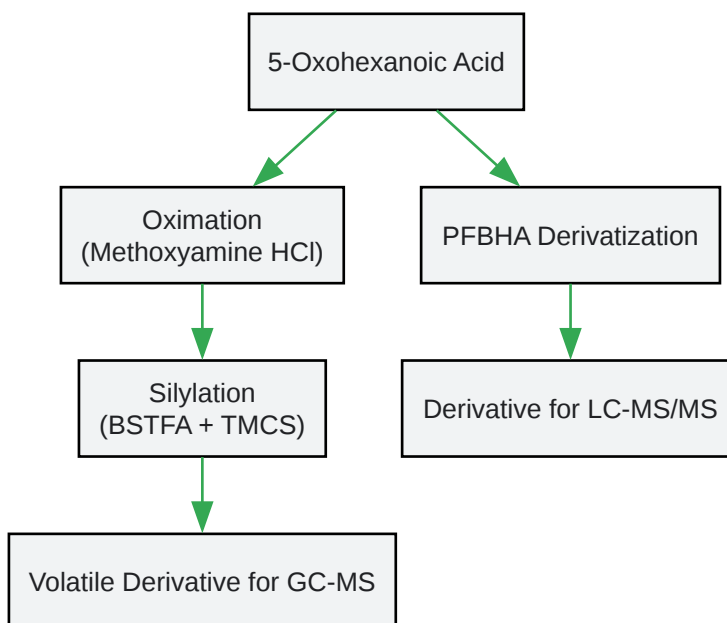 5-Oxohexanoic Acid
Oximation
(Methoxyamine HCl)
PFBHA Derivatization
Silylation
(BSTFA + TMCS)
Derivative for LC-MS/MS
Volatile Derivative for GC-MS